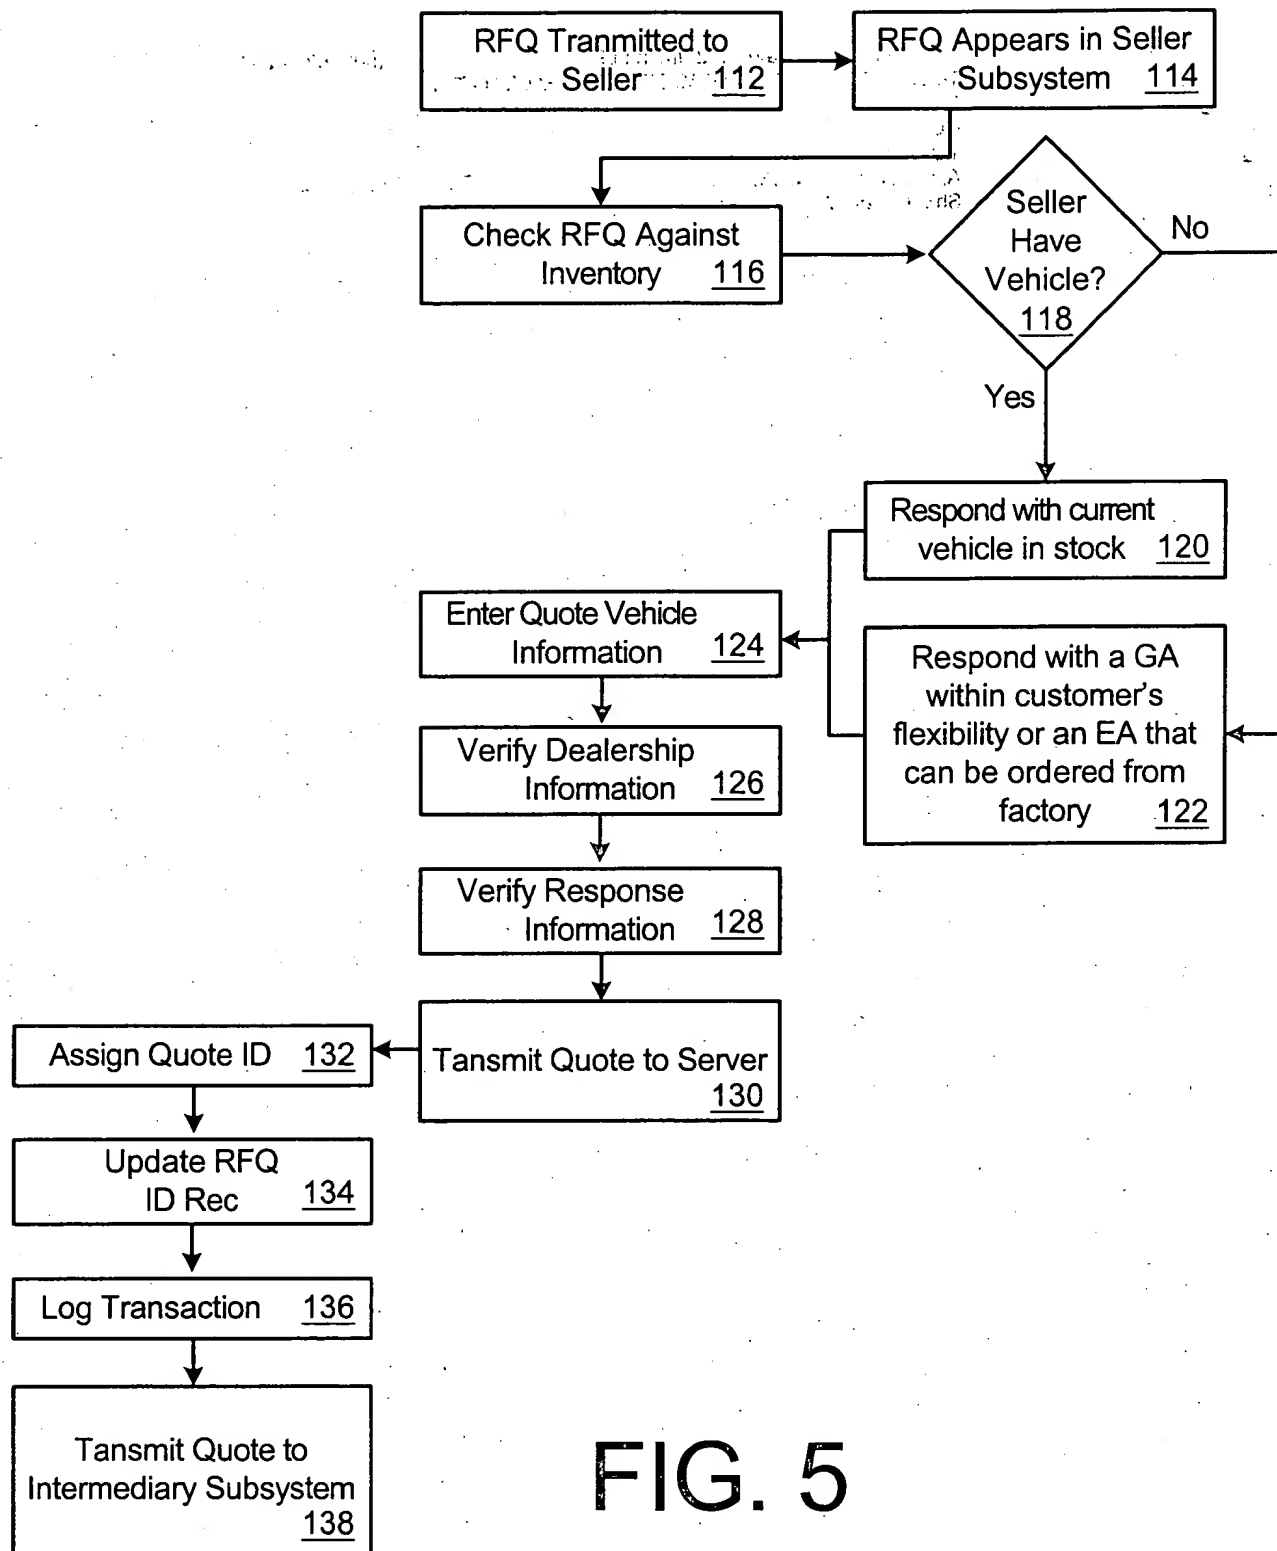 RFQ Tranmitted to
Seller 112
RFQ Appears in Seller
Subsystem 114
Check RFQ Against
Inventory 116
Seller
Have
Vehicle?
118
No
Yes
Respond with current
vehicle in stock 120
Enter Quote Vehicle
Information 124
Respond with a GA
within customer's
flexibility or an EA that
can be ordered from
factory 122
Verify Dealership
Information 126
Verify Response
Information 128
Tansmit Quote to Server
130
Assign Quote ID 132
Update RFQ
ID Rec 134
Log Transaction 136
Tansmit Quote to
Intermediary Subsystem
138
FIG. 5